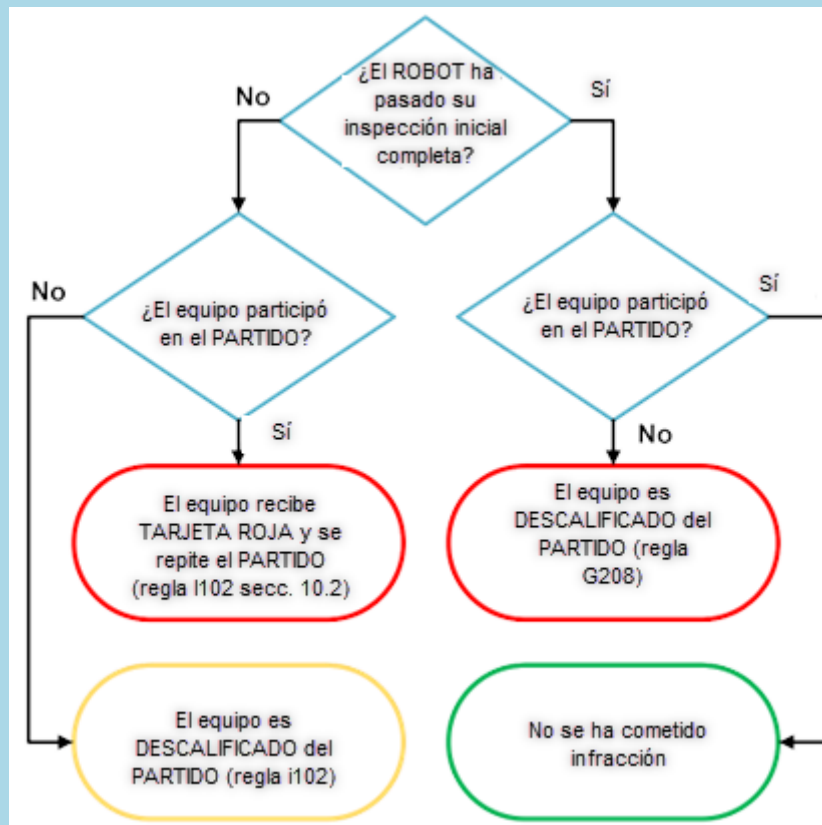 ¿El ROBOT ha
pasado su
inspección inicial
completa?
No
Sí
¿El equipo participó
en el PARTIDO?
¿El equipo participó
en el PARTIDO?
No
Sí
Sí
No
El equipo recibe
TARJETA ROJA y se
repite el PARTIDO
(regla I102 secc. 10.2)
El equipo es
DESCALIFICADO del
PARTIDO (regla
G208)
El equipo es
DESCALIFICADO del
PARTIDO (regla i102)
No se ha cometido
infracción